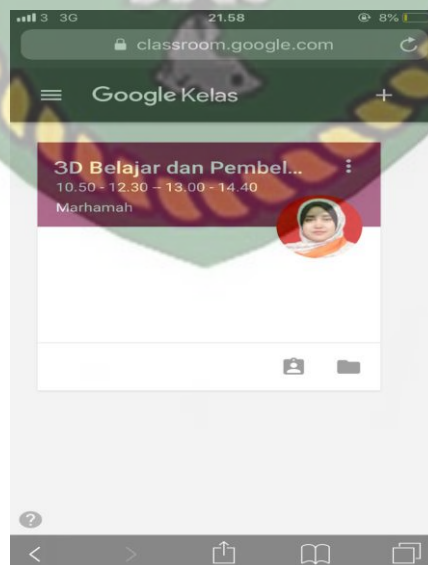 3 3G 21.58 8%
classroom.google.com
Google Kelas
3D Belajar dan Pembel...
10.50 - 12.30 – 13.00 - 14.40
Marhamah
?